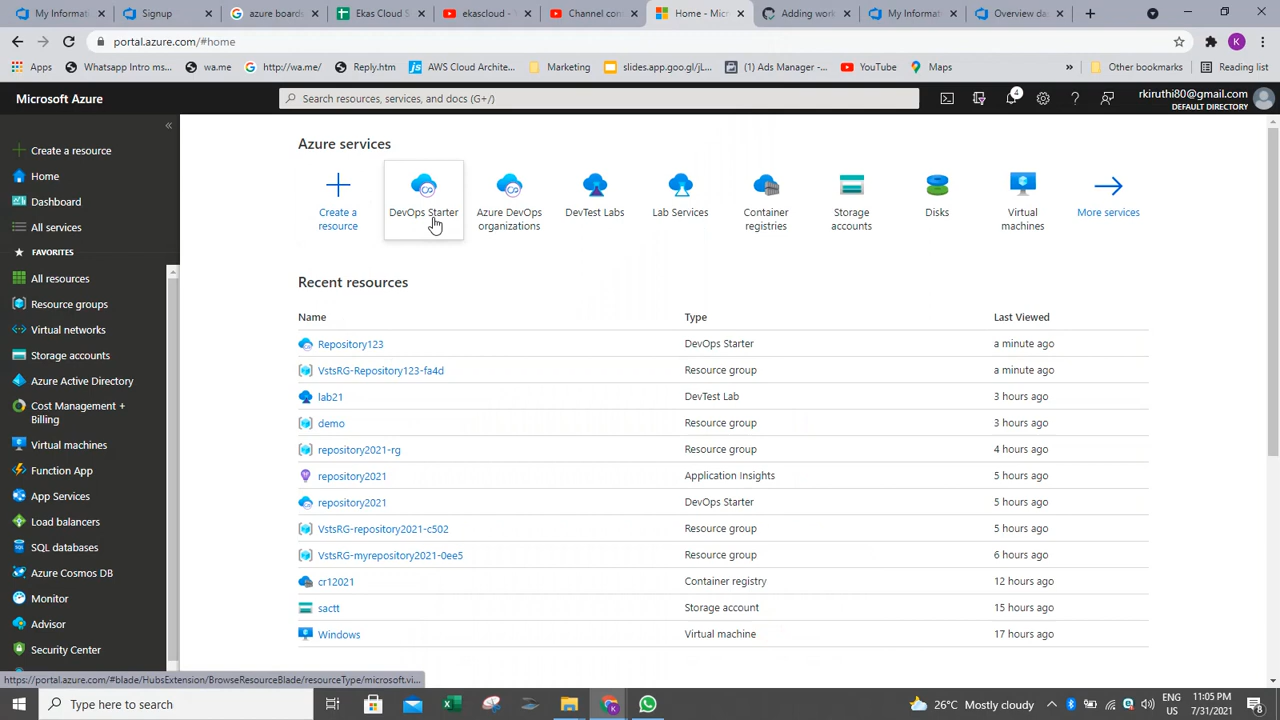 My Informati
Signup
azure boards
Ekas Cloud S
ekascloud - Y
Channel con
Home - Micr
Adding work
My Informati
Overview da
portal.azure.com/#home
Apps
Whatsapp Intro ms...
wa.me/
http://wa.me/
Reply.htm
AWS Cloud Archite...
Marketing
slides.app.goo.gl/jL...
(1) Ads Manager -...
YouTube
Maps
»
Other bookmarks
Reading list
Microsoft Azure
Search resources, services, and docs (G+/)
4
rkiruthi80@gmail.com
DEFAULT DIRECTORY
«
Create a resource
Home
Dashboard
All services
FAVORITES
All resources
Resource groups
Virtual networks
Storage accounts
Azure Active Directory
Cost Management +
Billing
Virtual machines
Function App
App Services
Load balancers
SQL databases
Azure Cosmos DB
Monitor
Advisor
Security Center
Azure services
Create a
resource
DevOps Starter
Azure DevOps
organizations
DevTest Labs
Lab Services
Container
registries
Storage
accounts
Disks
Virtual
machines
More services
Recent resources
Name Type Last Viewed
Repository123 DevOps Starter a minute ago
VstsRG-Repository123-fa4d Resource group a minute ago
lab21 DevTest Lab 3 hours ago
demo Resource group 3 hours ago
repository2021-rg Resource group 4 hours ago
repository2021 Application Insights 5 hours ago
repository2021 DevOps Starter 5 hours ago
VstsRG-repository2021-c502 Resource group 5 hours ago
VstsRG-myrepository2021-0ee5 Resource group 6 hours ago
cr12021 Container registry 12 hours ago
sactt Storage account 15 hours ago
Windows Virtual machine 17 hours ago
https://portal.azure.com/#blade/HubsExtension/BrowseResourceBlade/resourceType/microsoft.vi...
Type here to search
26°C Mostly cloudy
ENG
US
11:05 PM
7/31/2021
8